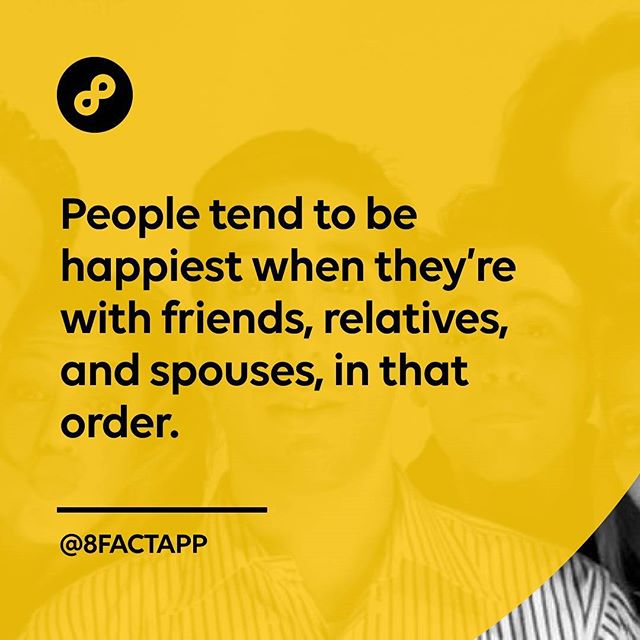 People tend to be
happiest when they’re
with friends, relatives,
and spouses, in that
order.
@8FACTAPP